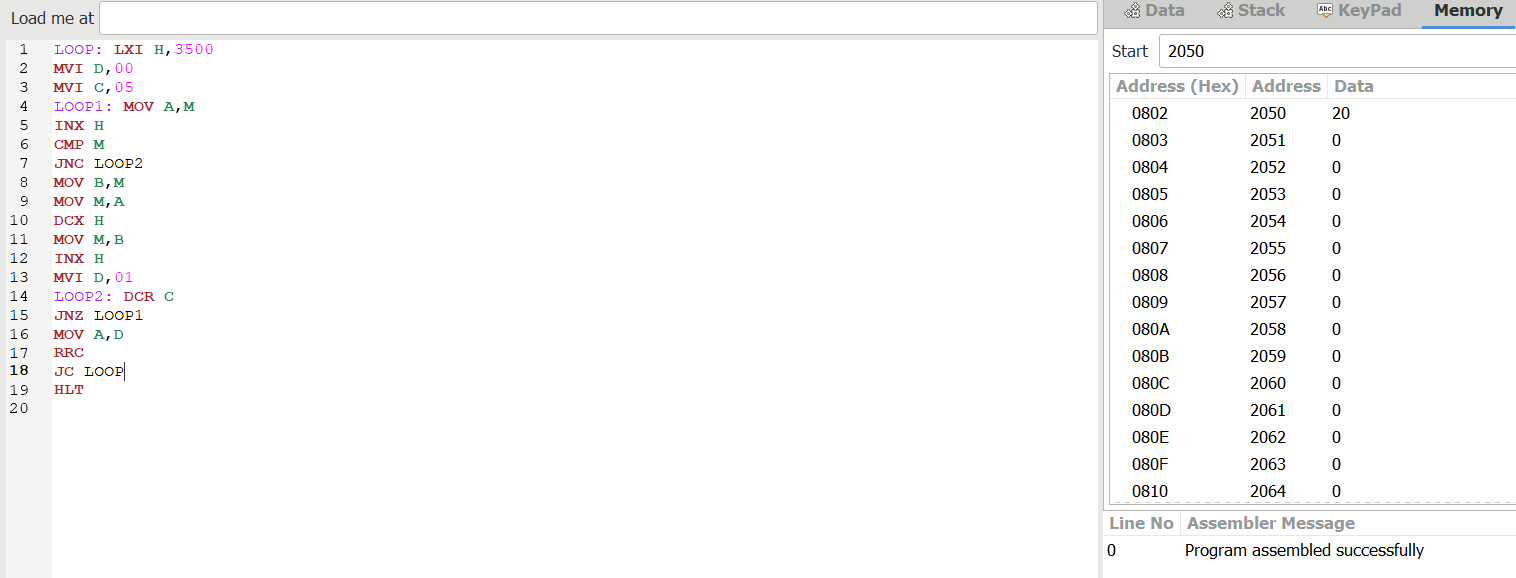 Load me at
1 LOOP: LXI H,3500
2 MVI D,00
3 MVI C,05
4 LOOP1: MOV A,M
5 INX H
6 CMP M
7 JNC LOOP2
8 MOV B,M
9 MOV M,A
10 DCX H
11 MOV M,B
12 INX H
13 MVI D,01
14 LOOP2: DCR C
15 JNZ LOOP1
16 MOV A,D
17 RRC
18 JC LOOP
19 HLT
20
Data Stack Abc KeyPad Memory
Start 2050
Address (Hex) Address Data
0802 2050 20
0803 2051 0
0804 2052 0
0805 2053 0
0806 2054 0
0807 2055 0
0808 2056 0
0809 2057 0
080A 2058 0
080B 2059 0
080C 2060 0
080D 2061 0
080E 2062 0
080F 2063 0
0810 2064 0
Line No Assembler Message
0 Program assembled successfully